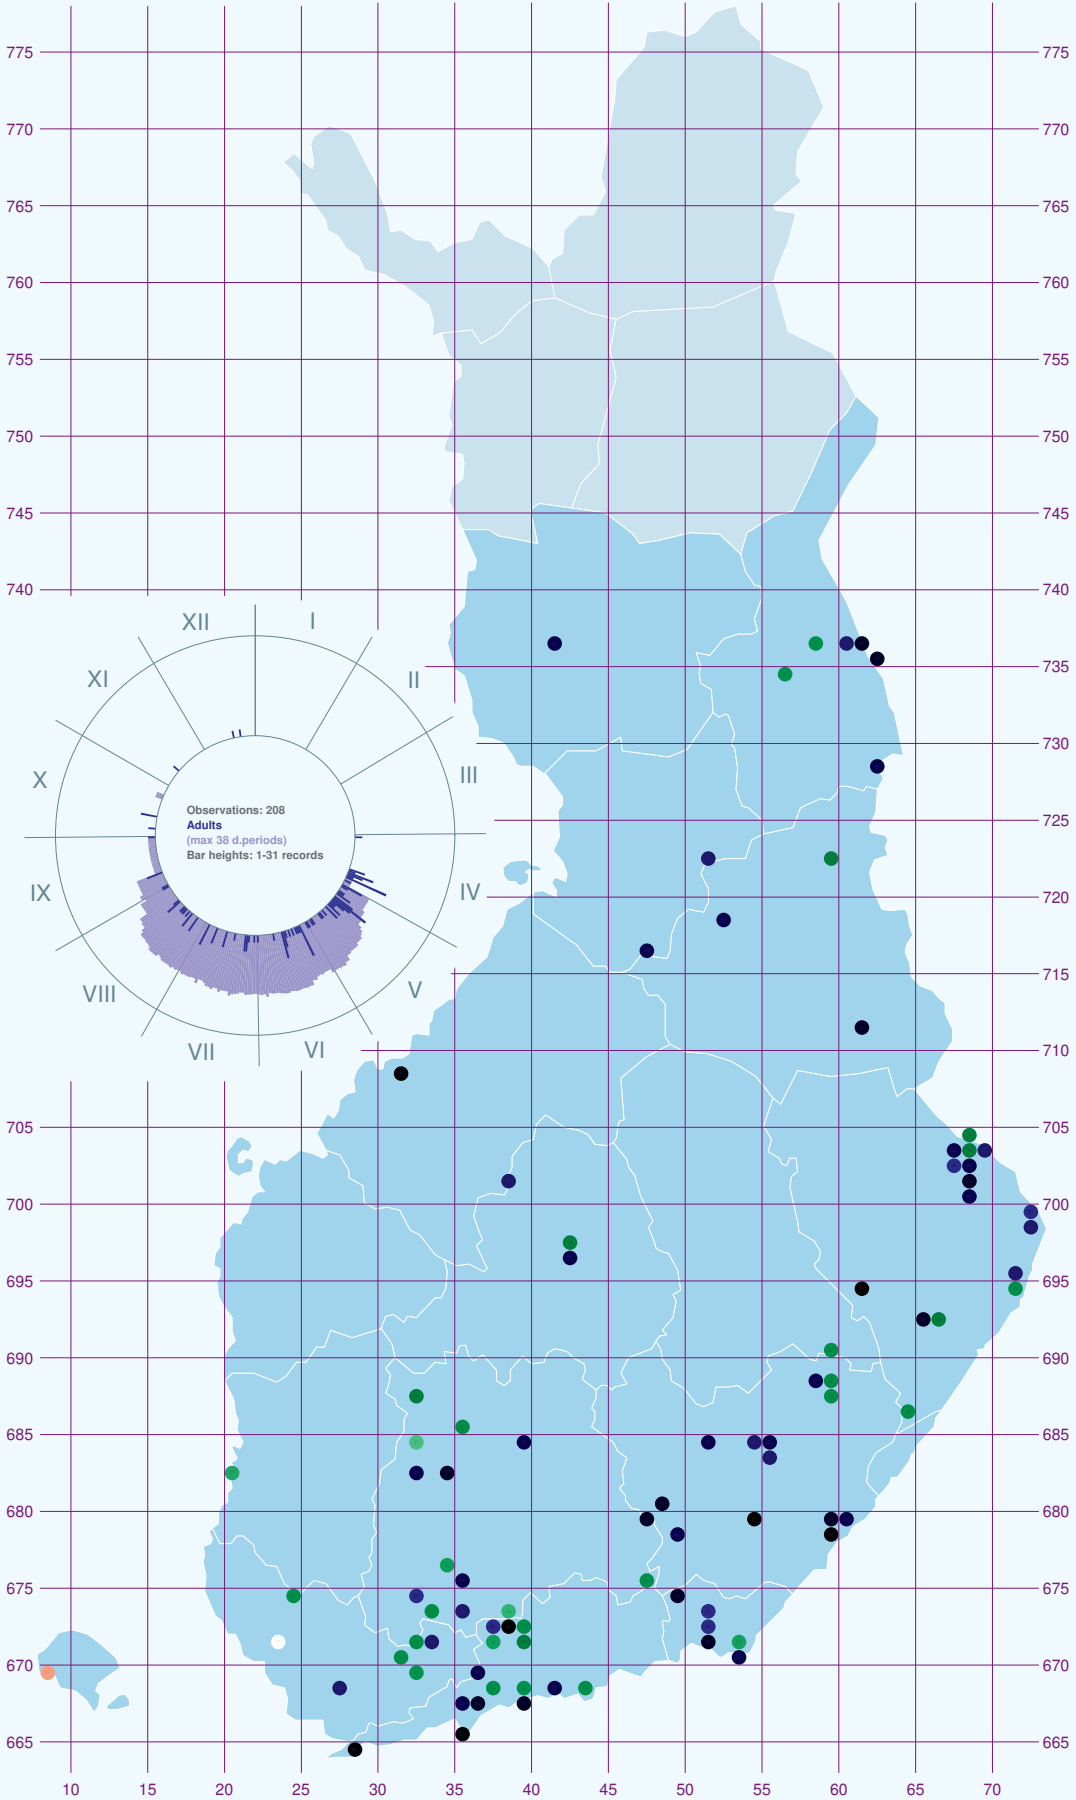 775 775
770 770
765 765
760 760
755 755
750 750
745 745
740 740
XII I
XI II
735 735
730 730
X III
725 725
Observations: 208
Adults
(max 38 d.periods)
Bar heights: 1-31 records
IX IV
720 720
VIII V
715 715
VII VI
710 710
705 705
700 700
695 695
690 690
685 685
680 680
675 675
670 670
665 665
10 15 20 25 30 35 40 45 50 55 60 65 70